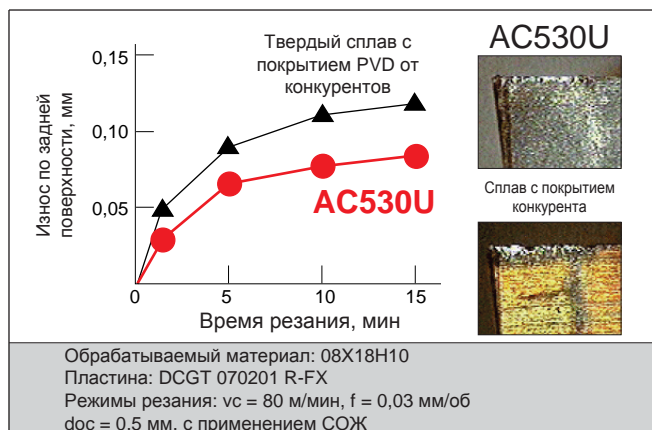 Износ по задней
поверхности, мм
0,15
0,10
0,05
0
5
10
15
Время резания, мин
Твердый сплав с
покрытием PVD от
конкурентов
AC530U
AC530U
Сплав с покрытием
конкурента
Обрабатываемый материал: 08X18H10
Пластина: DCGT 070201 R-FX
Режимы резания: vc = 80 м/мин, f = 0,03 мм/об
doc = 0,5 мм, с применением СОЖ